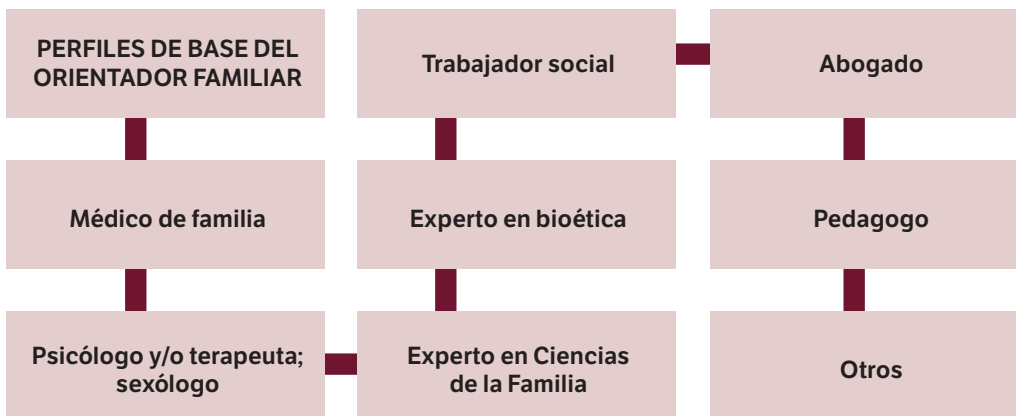 PERFILES DE BASE DEL
ORIENTADOR FAMILIAR
Médico de familia
Psicólogo y/o terapeuta;
sexólogo
Experto en Ciencias
de la Familia
Experto en bioética
Trabajador social
Abogado
Pedagogo
Otros